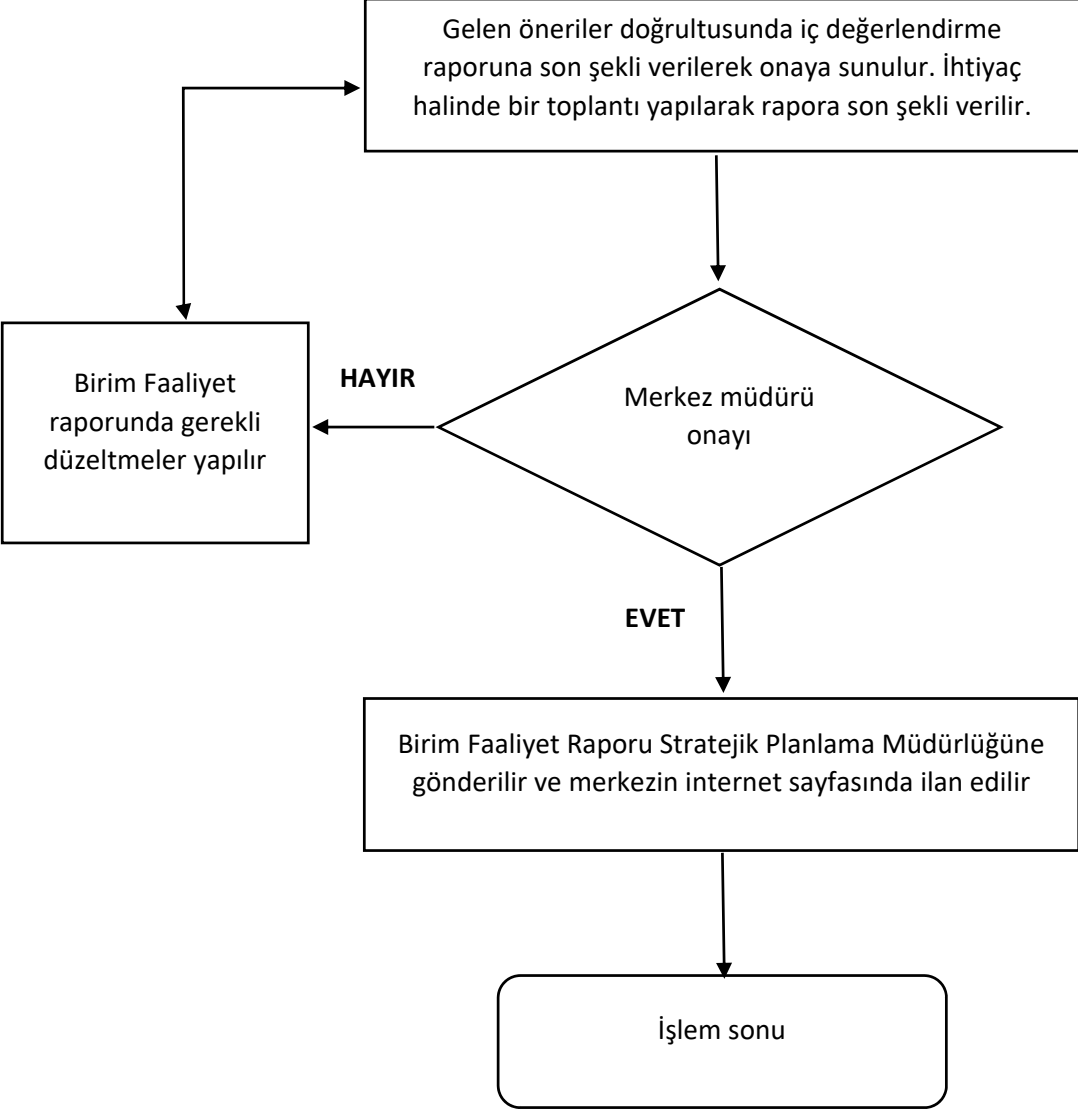 Gelen öneriler doğrultusunda iç değerlendirme
raporuna son şekli verilerek onaya sunulur. İhtiyaç
halinde bir toplantı yapılarak rapora son şekli verilir.
Birim Faaliyet
raporunda gerekli
düzeltmeler yapılır
HAYIR
Merkez müdürü
onayı
EVET
Birim Faaliyet Raporu Stratejik Planlama Müdürlüğüne
gönderilir ve merkezin internet sayfasında ilan edilir
İşlem sonu